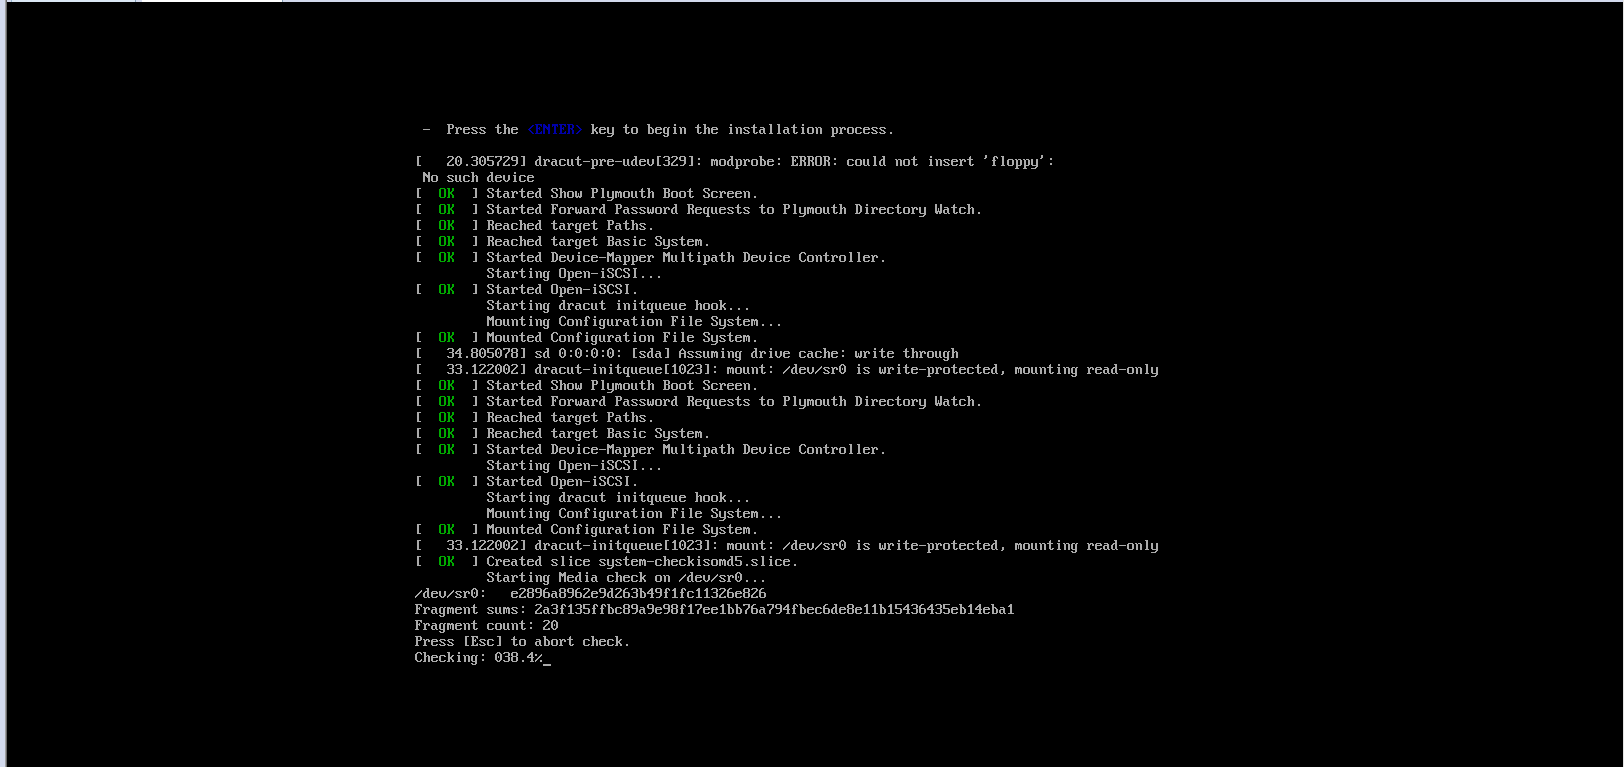 - Press the <ENTER> key to begin the installation process.
[   20.305729] dracut-pre-udev[329]: modprobe: ERROR: could not insert 'floppy':
No such device
[  OK  ] Started Show Plymouth Boot Screen.
[  OK  ] Started Forward Password Requests to Plymouth Directory Watch.
[  OK  ] Reached target Paths.
[  OK  ] Reached target Basic System.
[  OK  ] Started Device-Mapper Multipath Device Controller.
Starting Open-iSCSI...
[  OK  ] Started Open-iSCSI.
Starting dracut initqueue hook...
Mounting Configuration File System...
[  OK  ] Mounted Configuration File System.
[   34.805078] sd 0:0:0:0: [sda] Assuming drive cache: write through
[   33.122002] dracut-initqueue[1023]: mount: /dev/sr0 is write-protected, mounting read-only
[  OK  ] Started Show Plymouth Boot Screen.
[  OK  ] Started Forward Password Requests to Plymouth Directory Watch.
[  OK  ] Reached target Paths.
[  OK  ] Reached target Basic System.
[  OK  ] Started Device-Mapper Multipath Device Controller.
Starting Open-iSCSI...
[  OK  ] Started Open-iSCSI.
Starting dracut initqueue hook...
Mounting Configuration File System...
[  OK  ] Mounted Configuration File System.
[   33.122002] dracut-initqueue[1023]: mount: /dev/sr0 is write-protected, mounting read-only
[  OK  ] Created slice system-checkisomd5.slice.
Starting Media check on /dev/sr0...
/dev/sr0:   e2896a8962e9d263b49f1fc11326e826
Fragment sums: 2a3f135ffbc89a9e98f17ee1bb76a794fbec6de8e11b15436435eb14eba1
Fragment count: 20
Press [Esc] to abort check.
Checking: 038.4%_